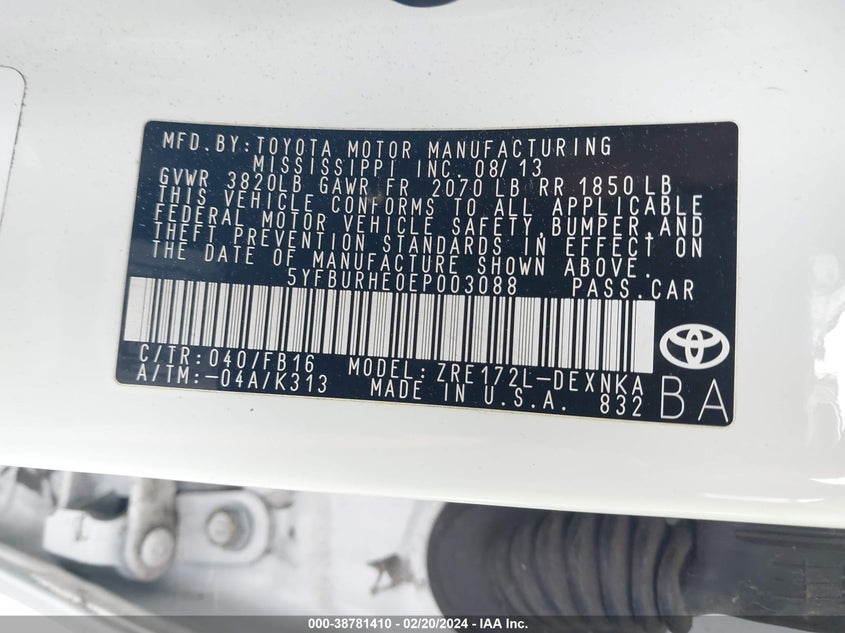 MFD.BY:TOYOTA MOTOR MANUFACTURING
MISSISSIPPI INC. 08/13
GVWR 3820LB GAWR FR 2070 LB RR 1850 LB
THIS VEHICLE CONFORMS TO ALL APPLICABLE
FEDERAL MOTOR VEHICLE SAFETY,BUMPER,AND
THEFT PREVENTION STANDARDS IN EFFECT ON
THE DATE OF MANUFACTURE SHOWN ABOVE.
5YFBURHE0EP003088 PASS.CAR
C/TR:040/FB16 MODEL:ZRE172L-DEXNKA
A/TM:-04A/K313 MADE IN U.S.A. 832
BA
000-38781410 - 02/20/2024 - IAA Inc.